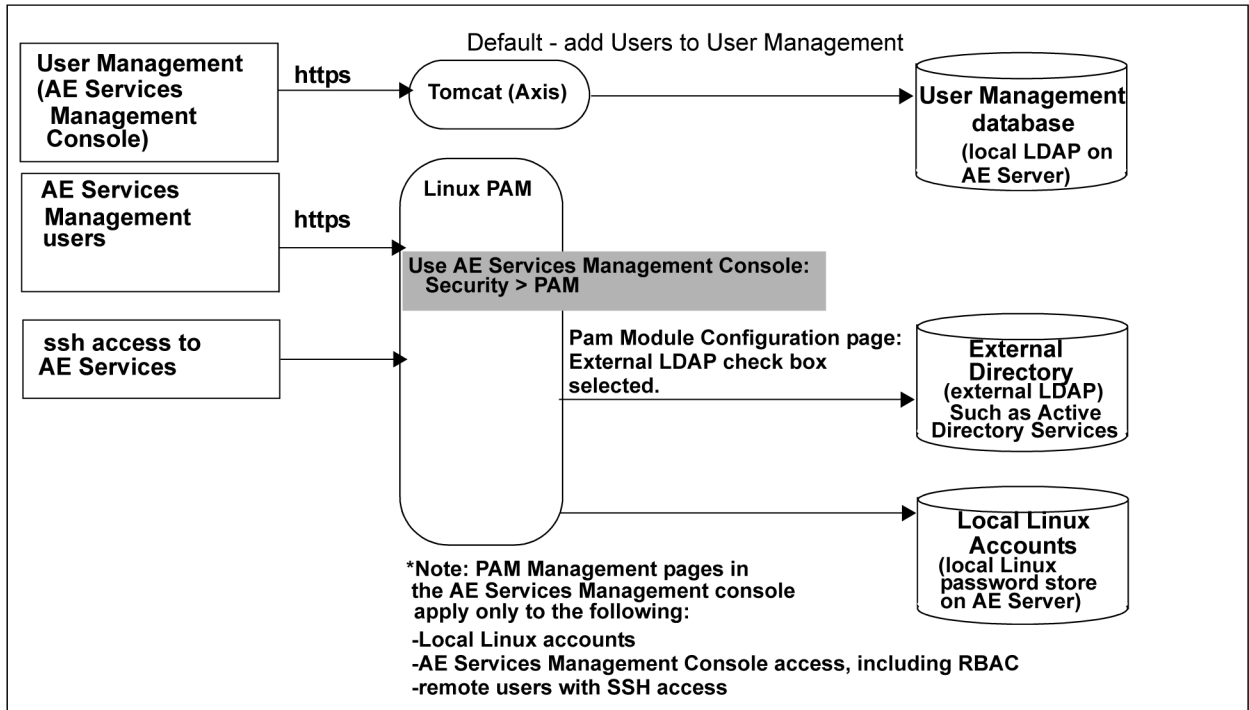 Default - add Users to User Management
User Management
(AE Services
Management
Console)
https
Tomcat (Axis)
User Management
database
(local LDAP on
AE Server)
AE Services
Management
users
https
Linux PAM
Use AE Services Management Console:
Security > PAM
ssh access to
AE Services
Pam Module Configuration page:
External LDAP check box
selected.
External
Directory
(external LDAP)
Such as Active
Directory Services
Local Linux
Accounts
(local Linux
password store
on AE Server)
*Note: PAM Management pages in
the AE Services Management console
apply only to the following:
-Local Linux accounts
-AE Services Management Console access, including RBAC
-remote users with SSH access